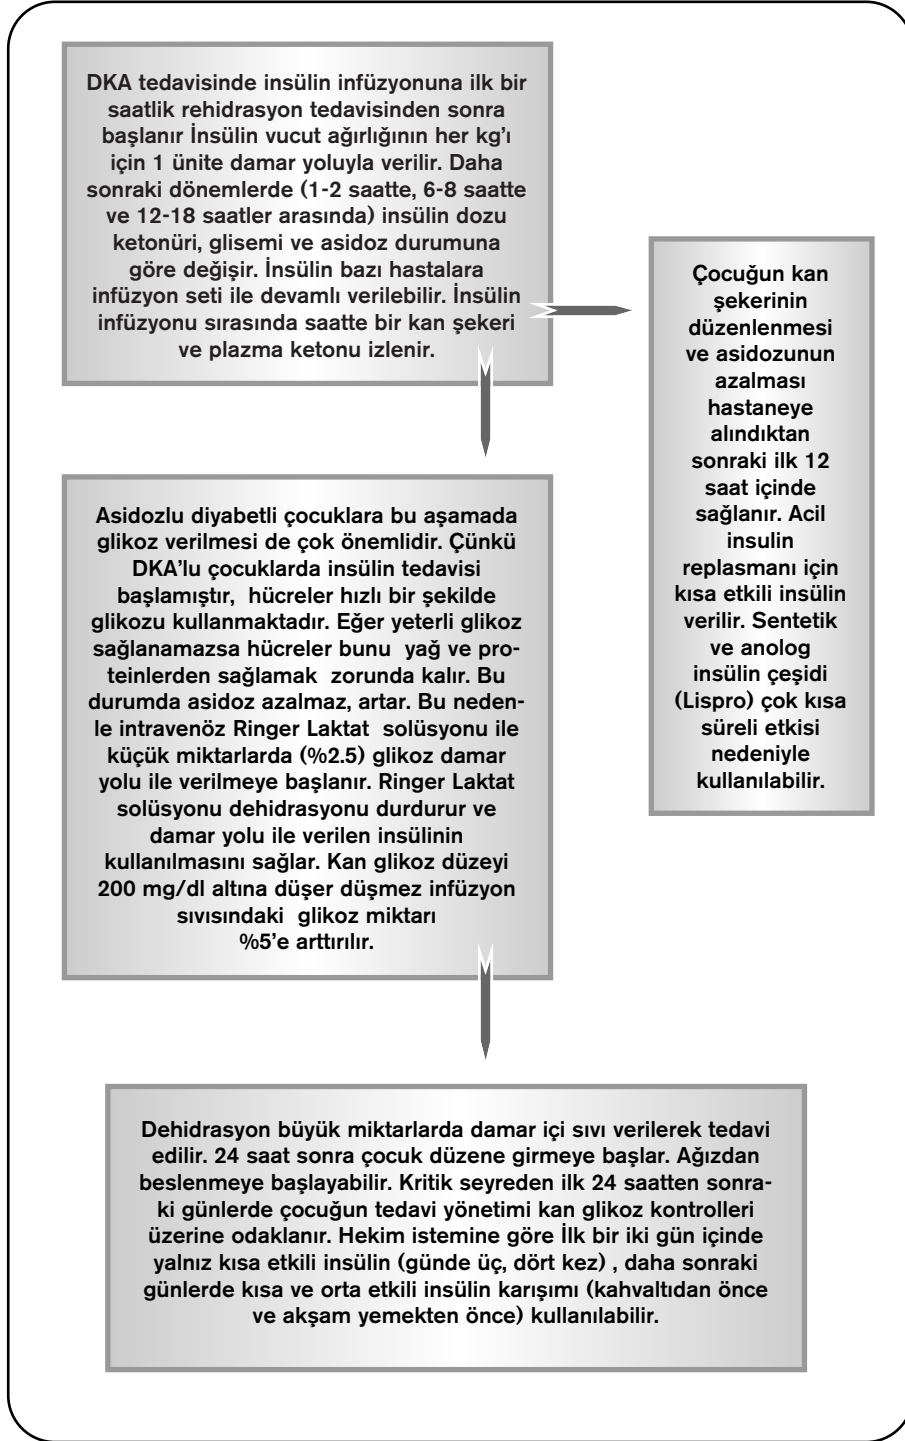 DKA tedavisinde insülin infüzyonuna ilk bir
saatlik rehidrasyon tedavisinden sonra
başlanır İnsülin vucut ağırlığının her kg'ı
için 1 ünite damar yoluyla verilir. Daha
sonraki dönemlerde (1-2 saatte, 6-8 saatte
ve 12-18 saatler arasında) insülin dozu
ketonüri, glisemi ve asidoz durumuna
göre değişir. İnsülin bazı hastalara
infüzyon seti ile devamlı verilebilir. İnsülin
infüzyonu sırasında saatte bir kan şekeri
ve plazma ketonu izlenir.
Çocuğun kan
şekerinin
düzenlenmesi
ve asidozunun
azalması
hastaneye
alındıktan
sonraki ilk 12
saat içinde
sağlanır. Acil
insulin
replasmanı için
kısa etkili insülin
verilir. Sentetik
ve anolog
insülin çeşidi
(Lispro) çok kısa
süreli etkisi
nedeniyle
kullanılabilir.
Asidozlu diyabetli çocuklara bu aşamada
glikoz verilmesi de çok önemlidir. Çünkü
DKA'lu çocuklarda insülin tedavisi
başlamıştır, hücreler hızlı bir şekilde
glikozu kullanmaktadır. Eğer yeterli glikoz
sağlanamazsa hücreler bunu yağ ve pro-
teinlerden sağlamak zorunda kalır. Bu
durumda asidoz azalmaz, artar. Bu neden-
le intravenöz Ringer Laktat solüsyonu ile
küçük miktarlarda (%2.5) glikoz damar
yolu ile verilmeye başlanır. Ringer Laktat
solüsyonu dehidrasyonu durdurur ve
damar yolu ile verilen insülinin
kullanılmasını sağlar. Kan glikoz düzeyi
200 mg/dl altına düşer düşmez infüzyon
sıvısındaki glikoz miktarı
%5'e arttırılır.
Dehidrasyon büyük miktarlarda damar içi sıvı verilerek tedavi
edilir. 24 saat sonra çocuk düzene girmeye başlar. Ağızdan
beslenmeye başlayabilir. Kritik seyreden ilk 24 saatten sonra-
ki günlerde çocuğun tedavi yönetimi kan glikoz kontrolleri
üzerine odaklanır. Hekim istemine göre İlk bir iki gün içinde
yalnız kısa etkili insülin (günde üç, dört kez) , daha sonraki
günlerde kısa ve orta etkili insülin karışımı (kahvaltıdan önce
ve akşam yemekten önce) kullanılabilir.